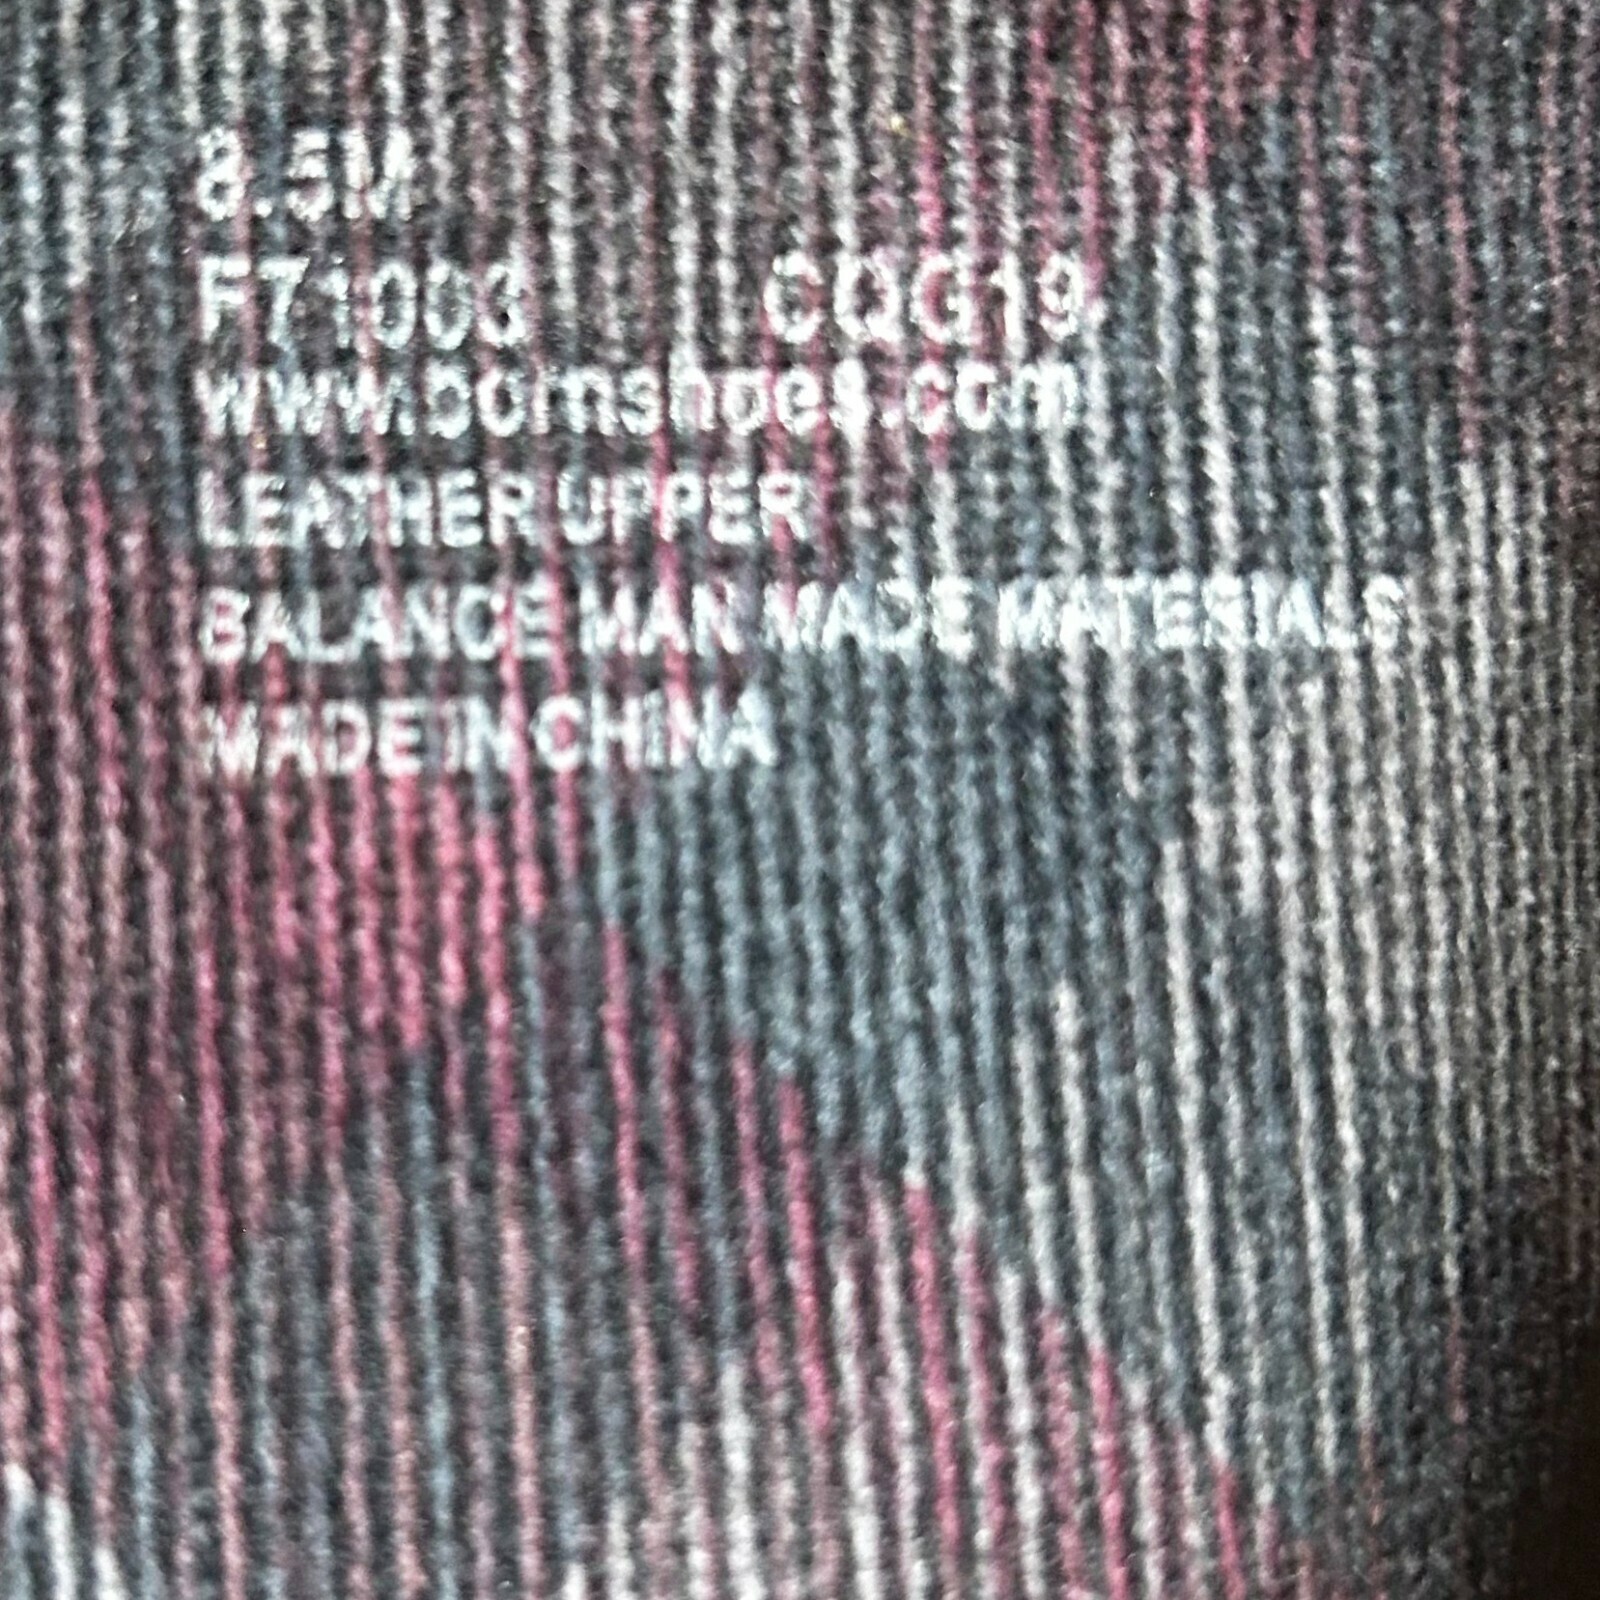 8.5M
F71003 CQG19
www.bornshoes.com
LEATHER UPPER
BALANCE MAN MADE MATERIALS
MADE IN CHINA